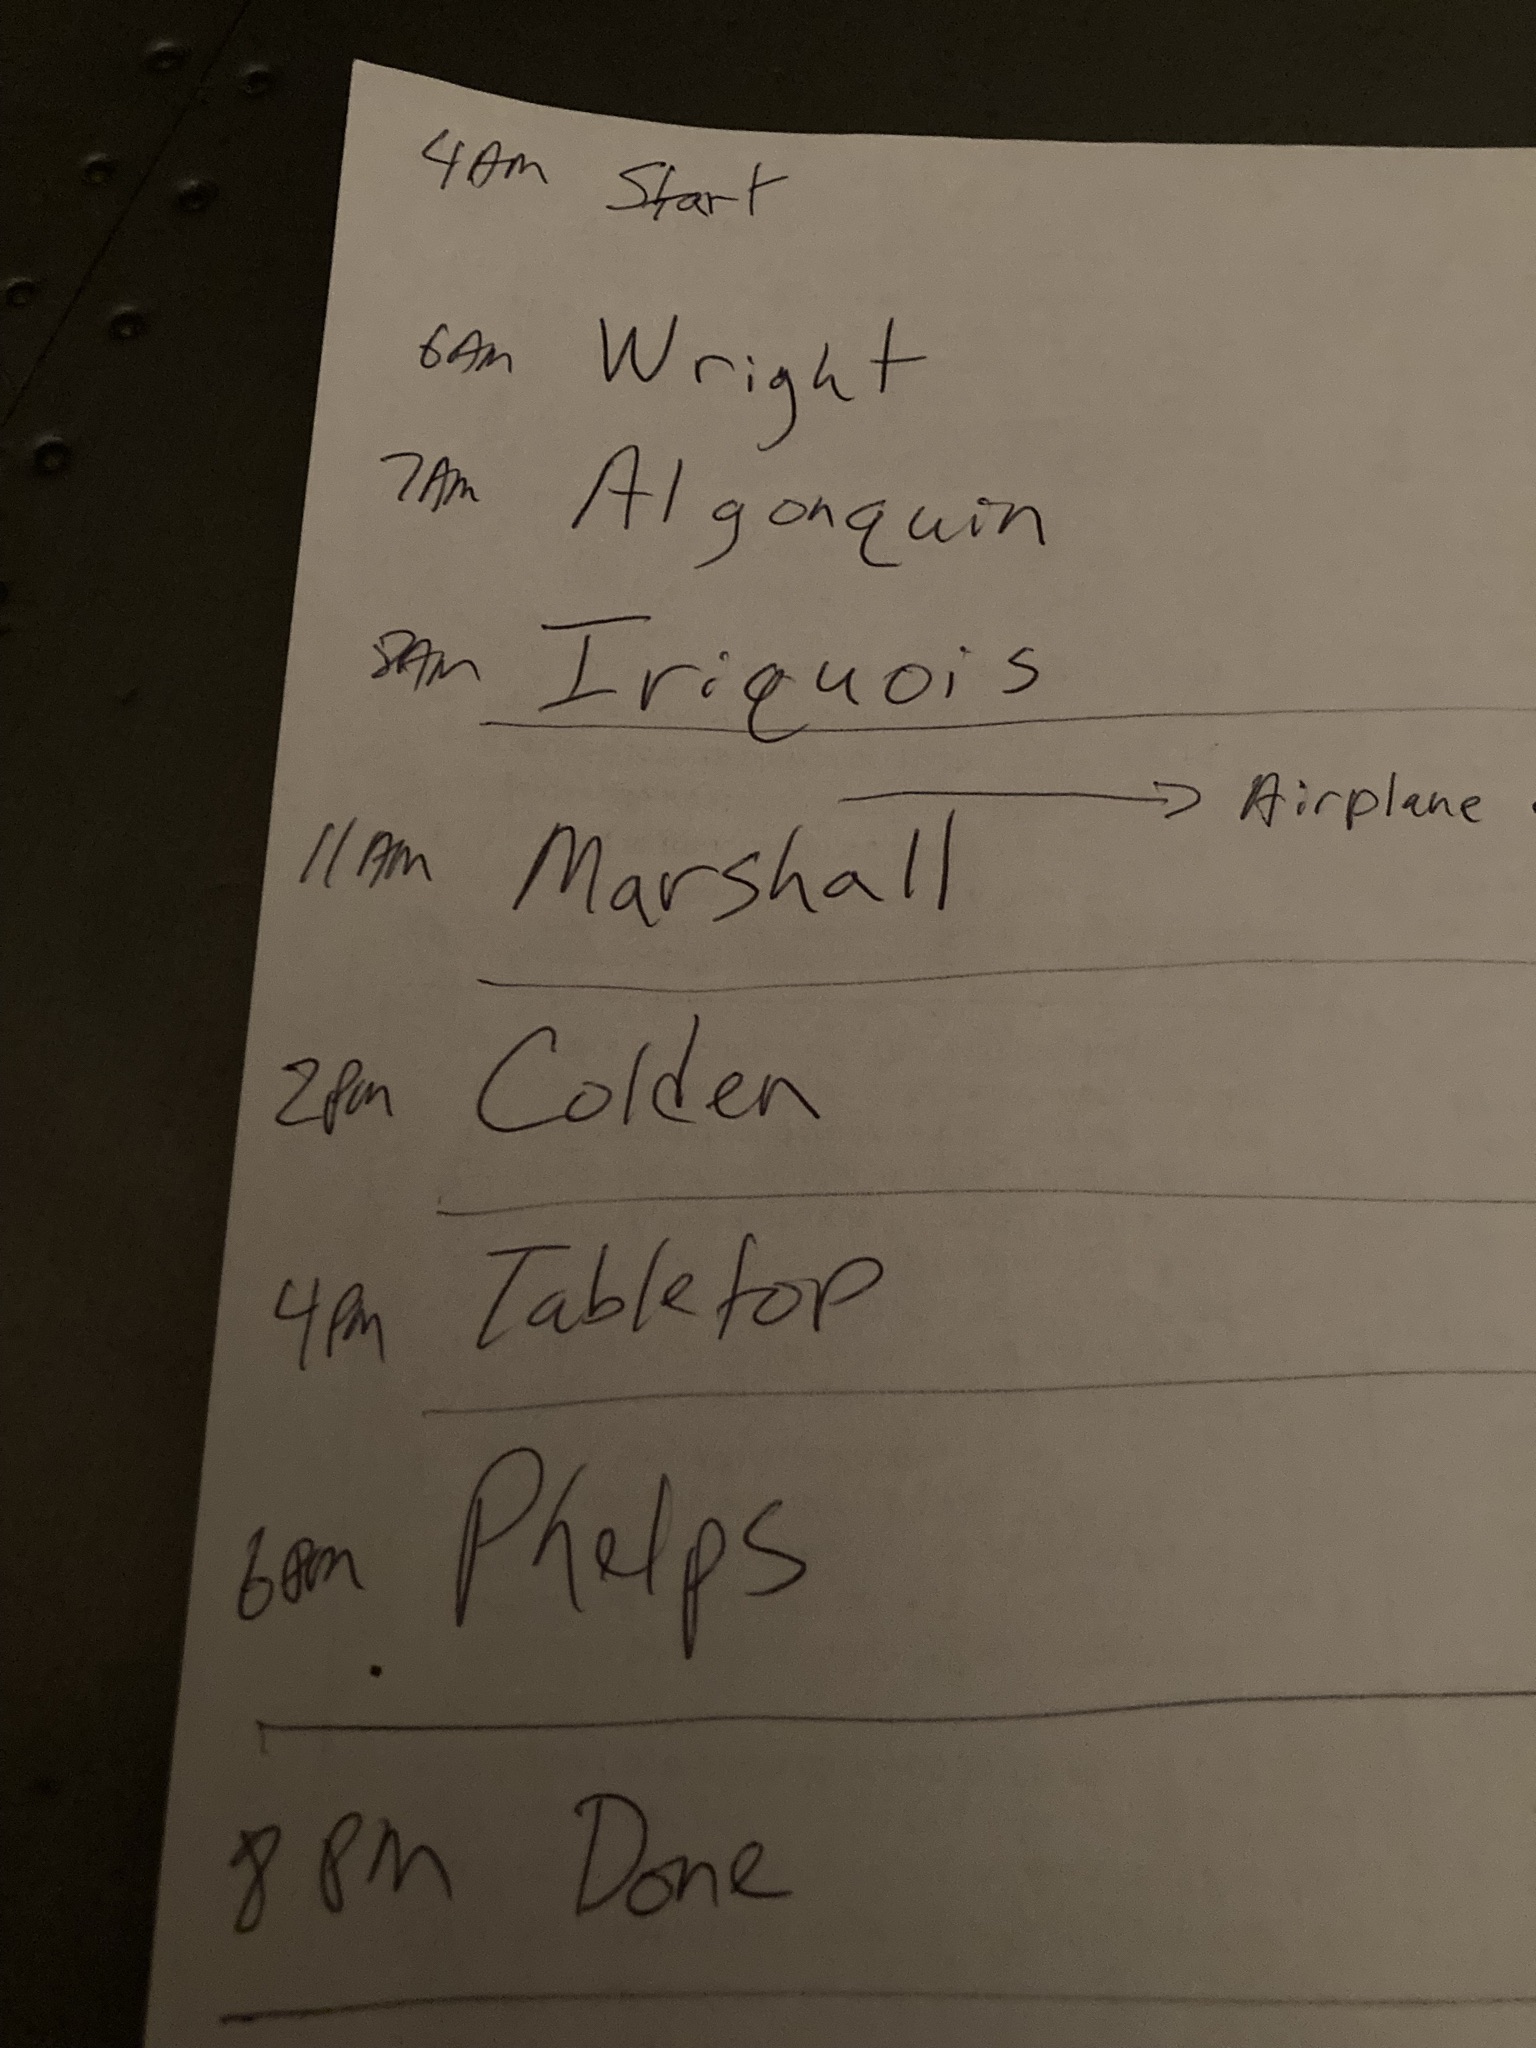 4AM Start
6AM Wright
7AM Algonquin
8AM Iriquois
→ Airplane
11AM Marshall
2PM Colden
4PM Tabletop
6PM Phelps
8 PM Done